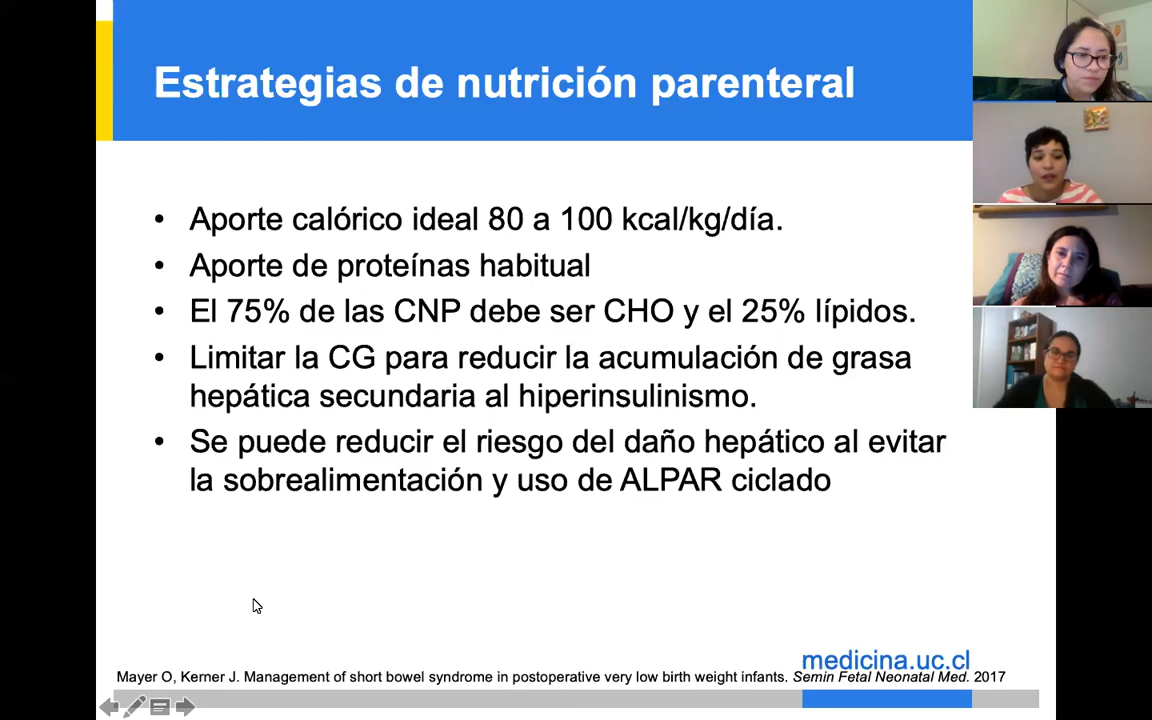 Estrategias de nutrición parenteral
• Aporte calórico ideal 80 a 100 kcal/kg/día.
• Aporte de proteínas habitual
• El 75% de las CNP debe ser CHO y el 25% lípidos.
• Limitar la CG para reducir la acumulación de grasa
hepática secundaria al hiperinsulinismo.
• Se puede reducir el riesgo del daño hepático al evitar
la sobrealimentación y uso de ALPAR ciclado
medicina.uc.cl
Mayer O, Kerner J. Management of short bowel syndrome in postoperative very low birth weight infants. Semin Fetal Neonatal Med. 2017